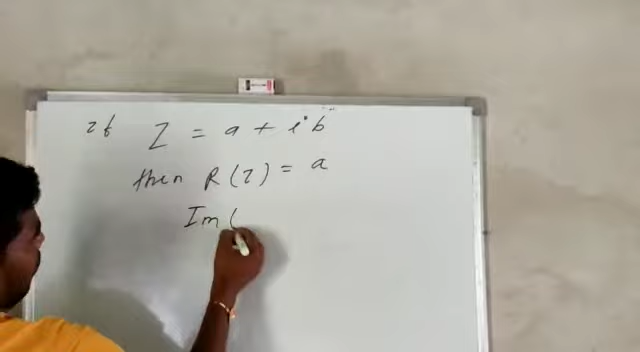 If Z = a + ib
then R(Z) = a
Im(